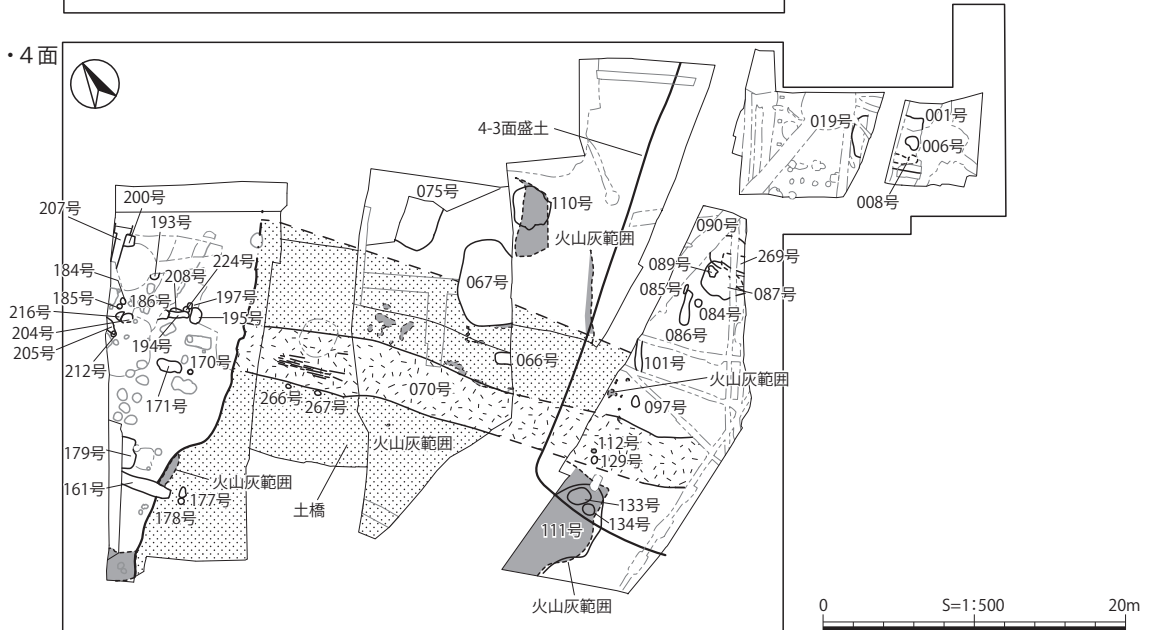 ・4面
4-3面盛土
019号
001号
006号
008号
200号
207号
193号
075号
110号
火山灰範囲
090号
269号
089号
087号
085号
084号
086号
184号
208号
224号
185号
186号
197号
216号
195号
204号
205号
194号
212号
170号
171号
067号
066号
101号
火山灰範囲
070号
266号
267号
097号
火山灰範囲
112号
129号
179号
火山灰範囲
161号
177号
178号
土橋
133号
134号
111号
火山灰範囲
0 S=1:500 20m